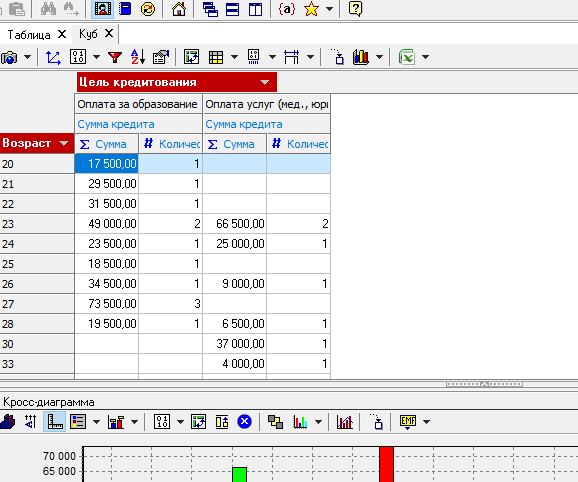 {a}
Таблица Куб
Цель кредитования
Оплата за образование Оплата услуг (мед., юри
Сумма кредита Сумма кредита
Возраст Σ Сумма # Количес Σ Сумма # Количес
20 17 500,00 1
21 29 500,00 1
22 31 500,00 1
23 49 000,00 2 66 500,00 2
24 23 500,00 1 25 000,00 1
25 18 500,00 1
26 34 500,00 1 9 000,00 1
27 73 500,00 3
28 19 500,00 1 6 500,00 1
30 37 000,00 1
33 4 000,00 1
Кросс-диаграмма
EMF
70 000
65 000